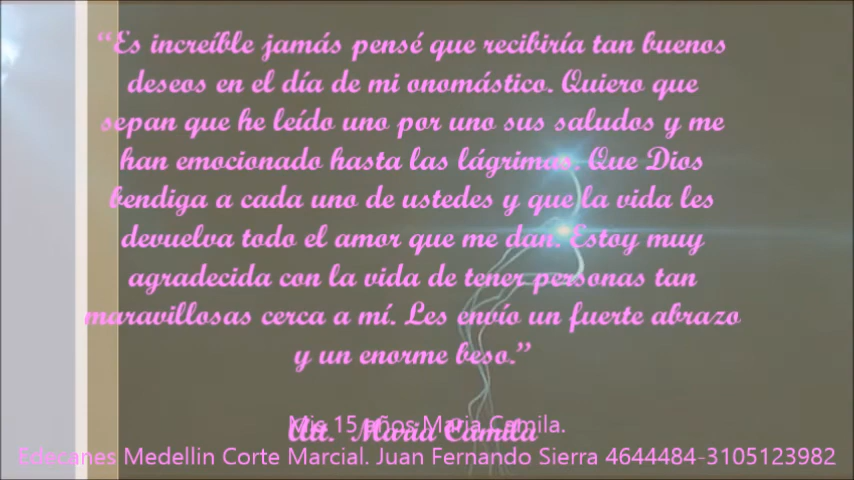 “Es increíble jamás pensé que recibiría tan buenos
deseos en el día de mi onomástico. Quiero que
sepan que he leído uno por uno sus saludos y me
han emocionado hasta las lágrimas. Que Dios
bendiga a cada uno de ustedes y que la vida les
devuelva todo el amor que me dan. Estoy muy
agradecida con la vida de tener personas tan
maravillosas cerca a mí. Les envío un fuerte abrazo
y un enorme beso.”
Mis 15 años Maria Camila.
Att. Maria Camila
Edecanes Medellin Corte Marcial. Juan Fernando Sierra 4644484-3105123982